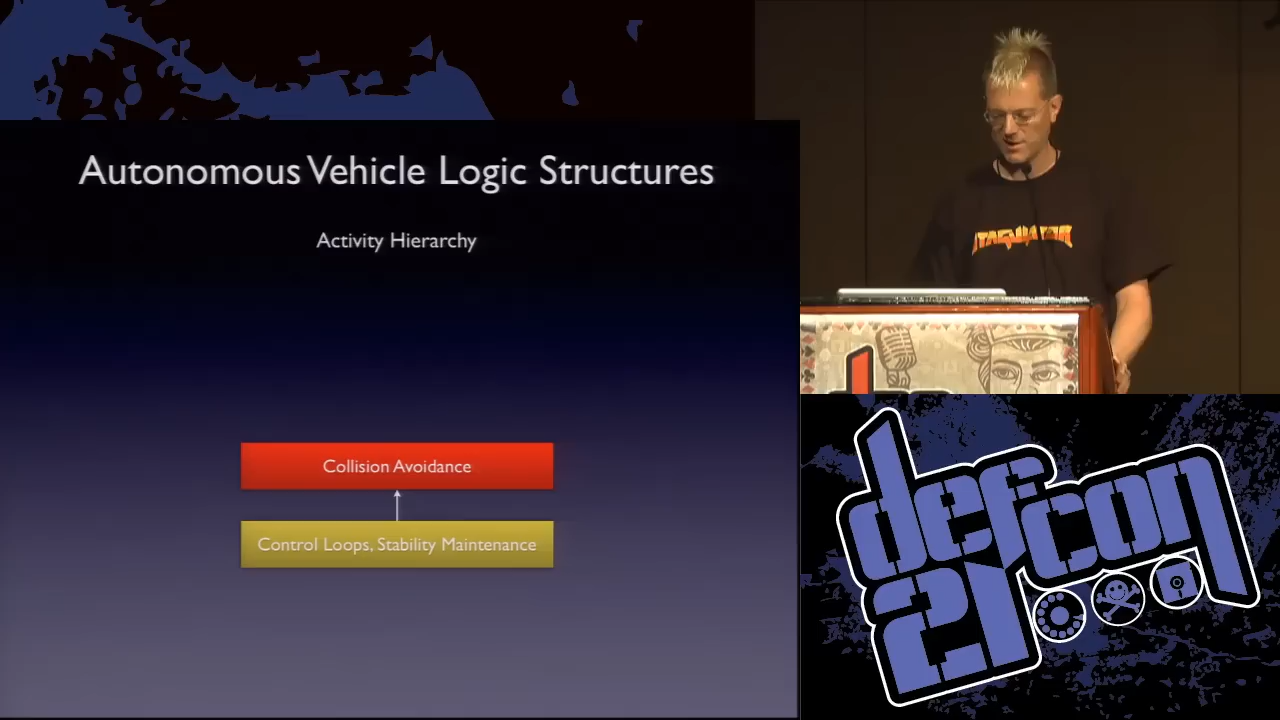 Autonomous Vehicle Logic Structures
Activity Hierarchy
Collision Avoidance
Control Loops, Stability Maintenance
defcon
21